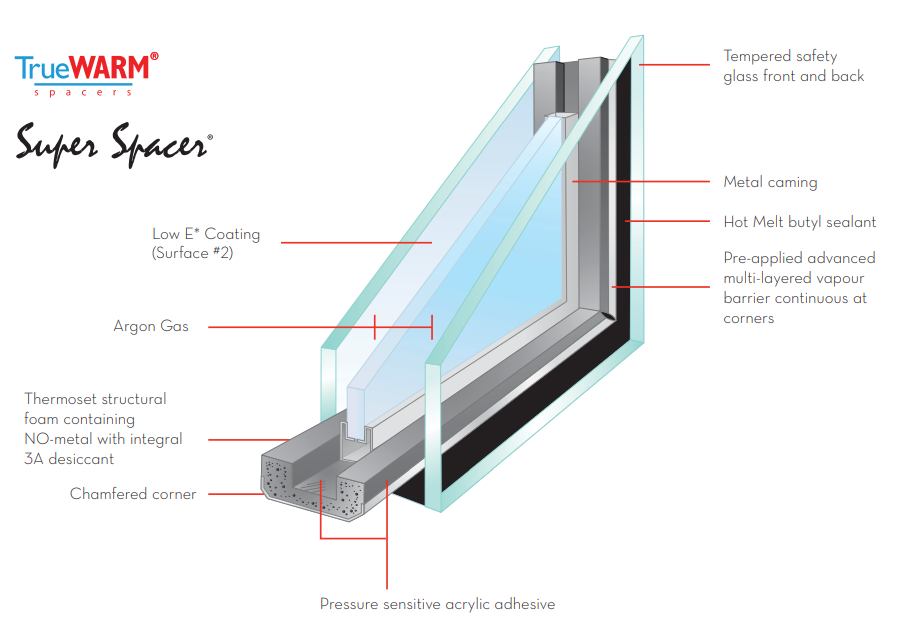 TrueWARM®
spacers
Super Spacer®
Tempered safety
glass front and back
Metal caming
Hot Melt butyl sealant
Pre-applied advanced
multi-layered vapour
barrier continuous at
corners
Low E* Coating
(Surface #2)
Argon Gas
Thermoset structural
foam containing
NO-metal with integral
3A desiccant
Chamfered corner
Pressure sensitive acrylic adhesive